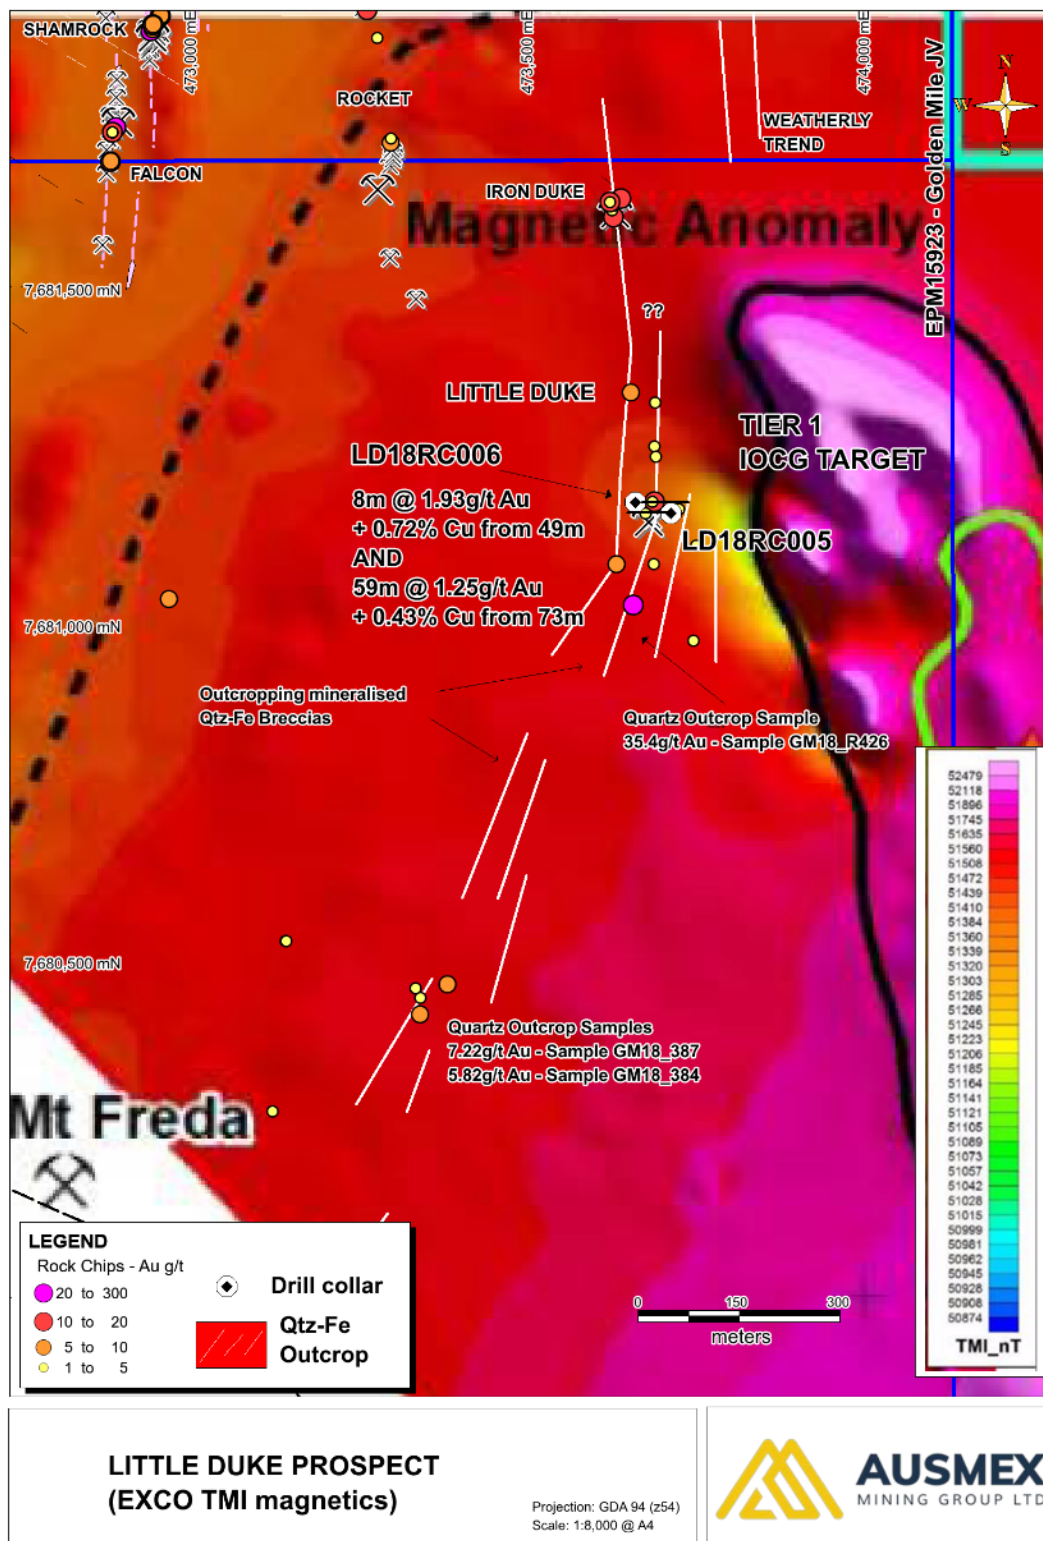 SHAMROCK
473,000 mE
473,500 mE
474,000 mE
EPM15923 - Golden Mile JV
N
W
S
ROCKET
WEATHERLY
TREND
FALCON
IRON DUKE
Magnetic Anomaly
7,681,500 mN
??
LITTLE DUKE
TIER 1
IOCG TARGET
LD18RC006
8m @ 1.93g/t Au
+ 0.72% Cu from 49m
AND
59m @ 1.25g/t Au
+ 0.43% Cu from 73m
LD18RC005
7,681,000 mN
Outcropping mineralised
Qtz-Fe Breccias
Quartz Outcrop Sample
35.4g/t Au - Sample GM18_R426
7,680,500 mN
Quartz Outcrop Samples
7.22g/t Au - Sample GM18_387
5.82g/t Au - Sample GM18_384
Mt Freda
52479
52118
51896
51745
51635
51560
51508
51472
51439
51410
51384
51360
51339
51320
51303
51285
51266
51245
51223
51206
51185
51164
51141
51121
51105
51089
51073
51057
51042
51028
51015
50999
50981
50962
50945
50928
50908
50874
TMI_nT
LEGEND
Rock Chips - Au g/t
20 to 300
10 to 20
5 to 10
1 to 5
Drill collar
Qtz-Fe
Outcrop
0 150 300
meters
LITTLE DUKE PROSPECT
(EXCO TMI magnetics)
Projection: GDA 94 (z54)
Scale: 1:8,000 @ A4
AUSMEX
MINING GROUP LTD